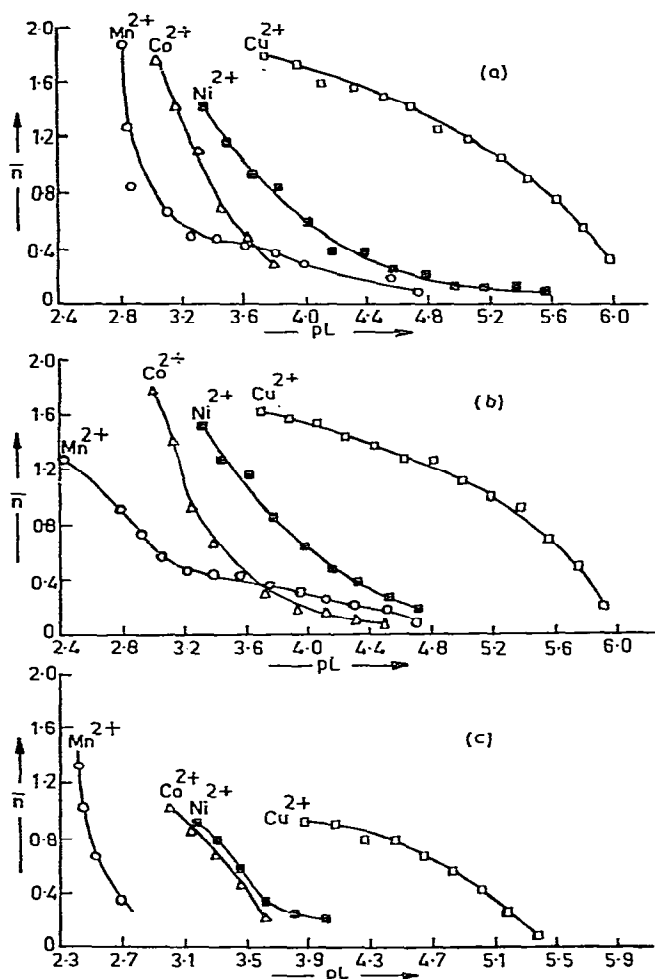 2.0
1.6
1.2
0.8
0.4
0
n̄
Mn2+
Co2+
Ni2+
Cu2+
(a)
2.4 2.8 3.2 3.6 4.0 4.4 4.8 5.2 5.6 6.0
pL
2.0
1.6
1.2
0.8
0.4
0
n̄
Mn2+
Co2+
Ni2+
Cu2+
(b)
2.4 2.8 3.2 3.6 4.0 4.4 4.8 5.2 5.6 6.0
pL
2.0
1.6
1.2
0.8
0.4
0
n̄
Mn2+
Co2+
Ni2+
Cu2+
(c)
2.3 2.7 3.1 3.5 3.9 4.3 4.7 5.1 5.5 5.9
pL